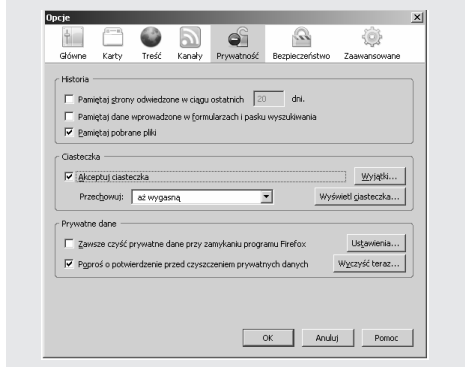 Opcje
Główne Karty Treść Kanały Prywatność Bezpieczeństwo Zaawansowane
Historia
Pamiętaj strony odwiedzone w ciągu ostatnich 20 dni.
Pamiętaj dane wprowadzone w formularzach i pasku wyszukiwania
Pamiętaj pobrane pliki
Ciasteczka
Akceptuj ciasteczka Wyjątki...
Przechowuj: aż wygasną Wyświetl ciasteczka...
Prywatne dane
Zawsze czyść prywatne dane przy zamykaniu programu Firefox Ustawienia...
Poproś o potwierdzenie przed czyszczeniem prywatnych danych Wyczyść teraz...
OK Anuluj Pomoc